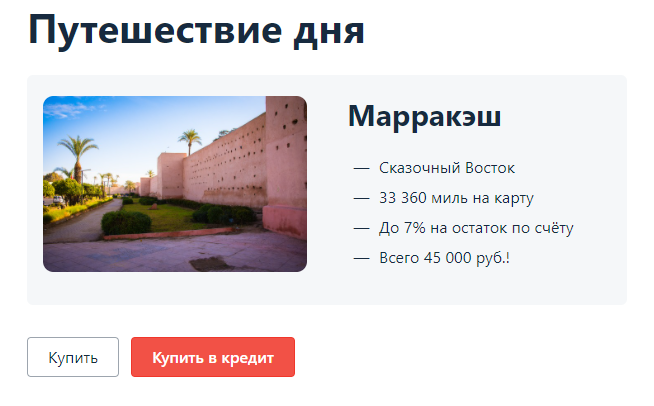 Путешествие дня
Марракэш
— Сказочный Восток
— 33 360 миль на карту
— До 7% на остаток по счёту
— Всего 45 000 руб.!
Купить
Купить в кредит